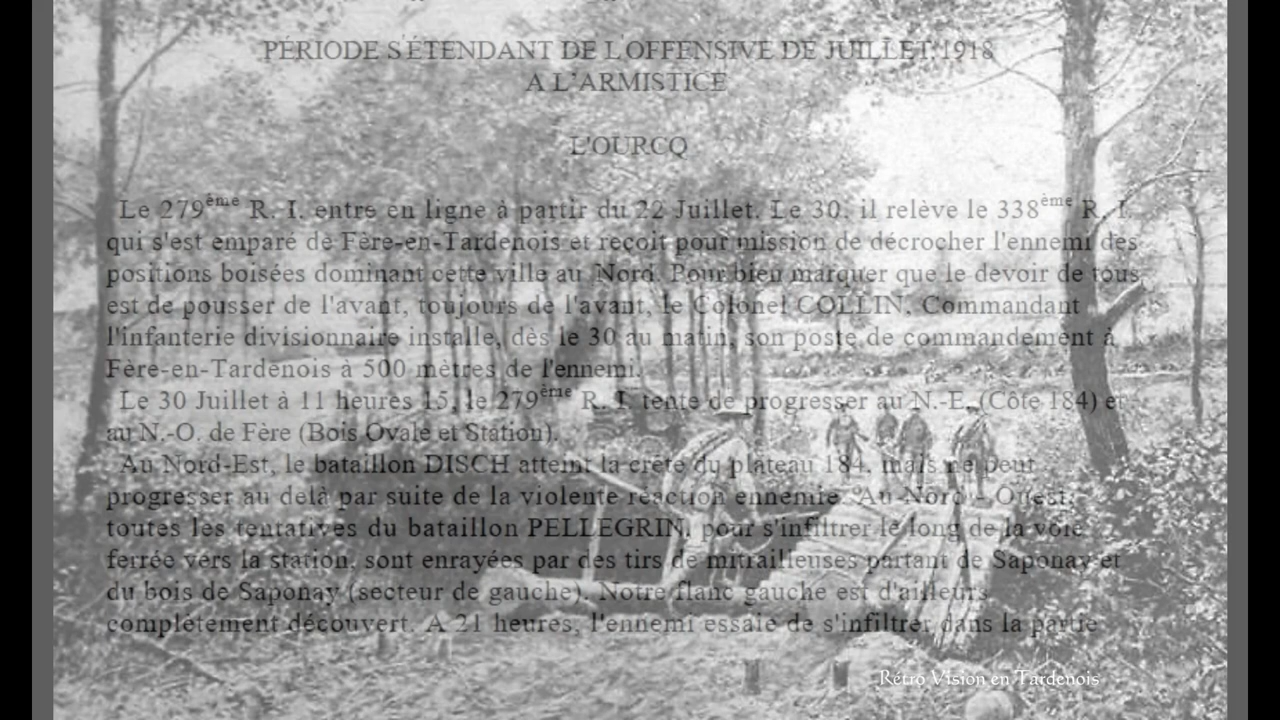 PÉRIODE S'ÉTENDANT DE L'OFFENSIVE DE JUILLET 1918
A L'ARMISTICE
L'OURCQ
Le 279ème R. I. entre en ligne à partir du 22 Juillet. Le 30, il relève le 338ème R. I.
qui s'est emparé de Fère-en-Tardenois et reçoit pour mission de décrocher l'ennemi des
positions boisées dominant cette ville au Nord. Pour bien marquer que le devoir de tous
est de pousser de l'avant, toujours de l'avant, le Colonel COLLIN, Commandant
l'infanterie divisionnaire installe, dès le 30 au matin, son poste de commandement à
Fère-en-Tardenois à 500 mètres de l'ennemi.
Le 30 Juillet à 11 heures 15, le 279ème R. I. tente de progresser au N.-E. (Côte 184) et
au N.-O. de Fère (Bois Ovale et Station).
Au Nord-Est, le bataillon DISCH atteint la crête du plateau 184, mais ne peut
progresser au delà par suite de la violente réaction ennemie. Au Nord - Ouest,
toutes les tentatives du bataillon PELLEGRIN, pour s'infiltrer le long de la voie
ferrée vers la station, sont enrayées par des tirs de mitrailleuses partant de Saponay et
du bois de Saponay (secteur de gauche). Notre flanc gauche est d'ailleurs
complètement découvert. A 21 heures, l'ennemi essaie de s'infiltrer dans la partie
Rétro Vision en Tardenois